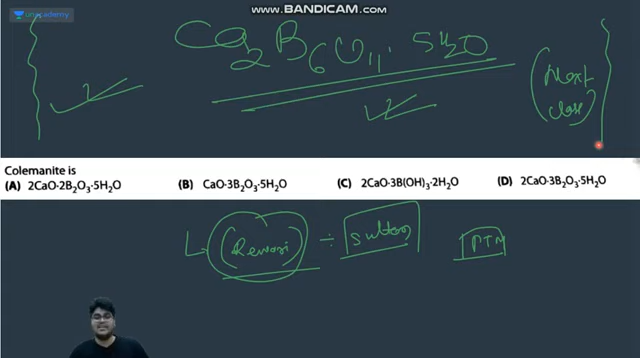 www.BANDICAM.com
unacademy
Ca2B6O11. 5H2O
(Next
class)
Colemanite is
(A) 2CaO·2B₂O₃·5H₂O (B) CaO·3B₂O₃·5H₂O (C) 2CaO·3B(OH)₃·2H₂O (D) 2CaO·3B₂O₃·5H₂O
PTM